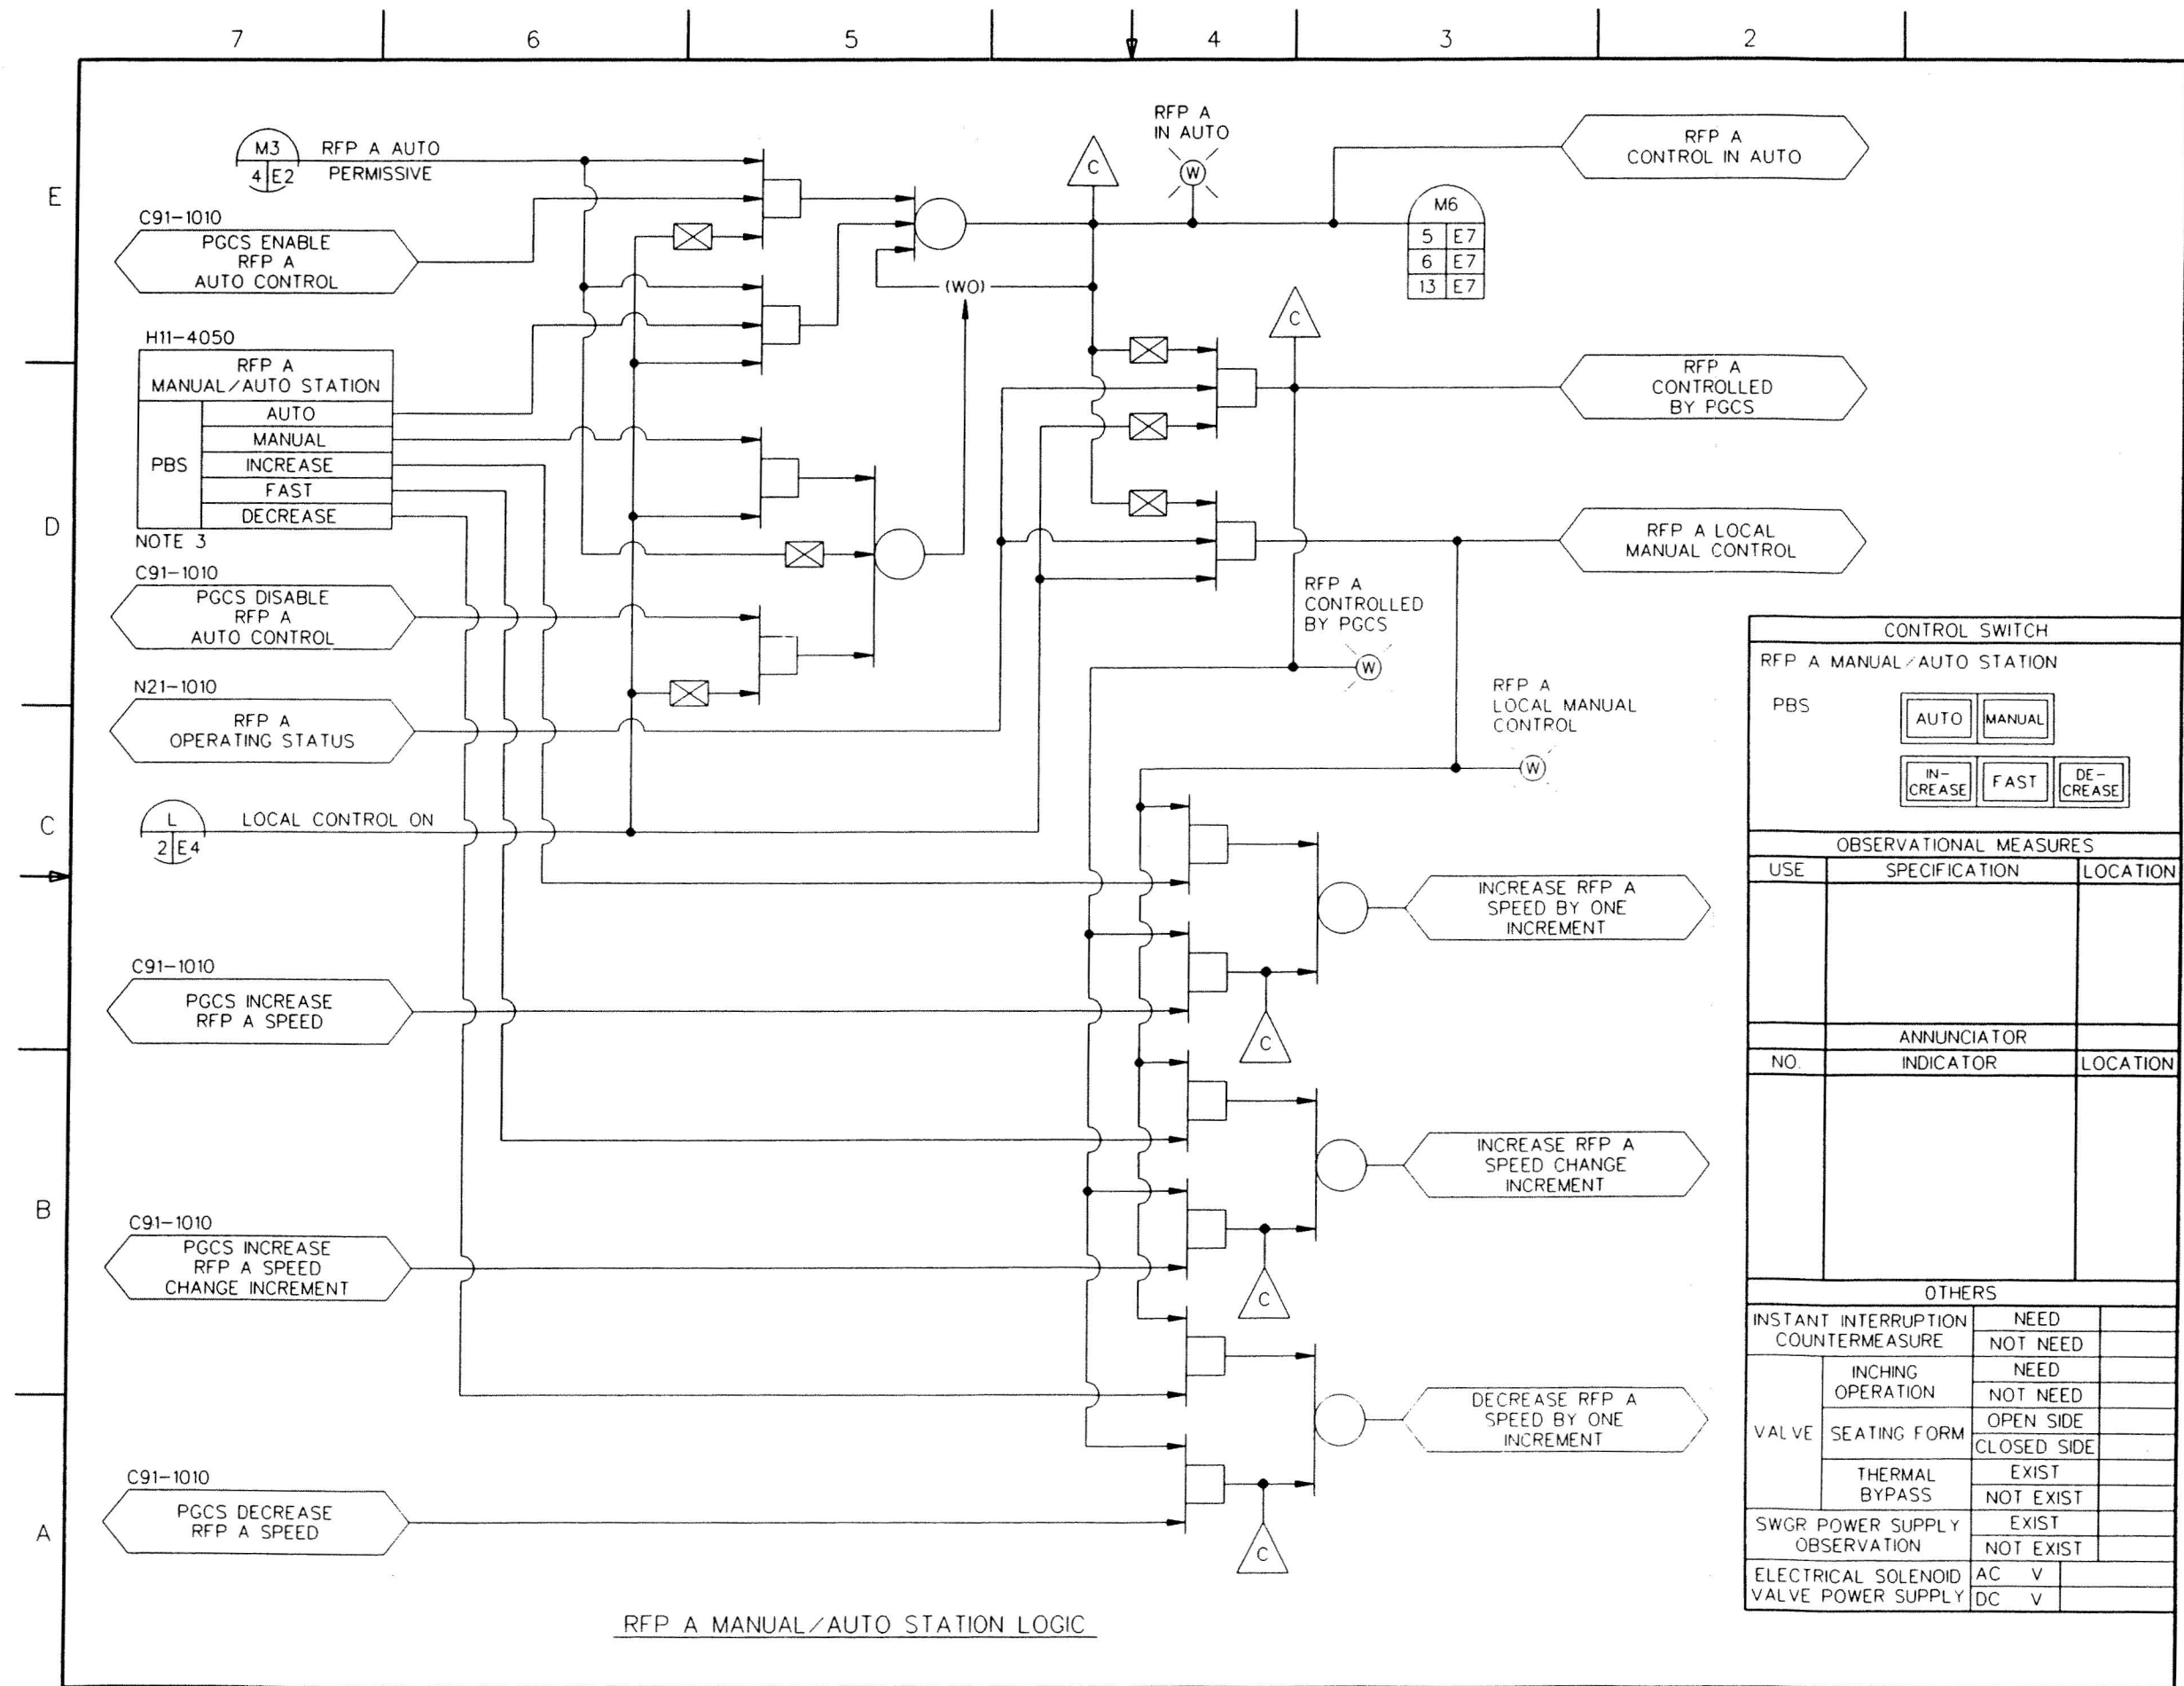 7 6 5 4 3 2
E
D
C
B
A
M3
4 E2
RFP A AUTO
PERMISSIVE
C91-1010
PGCS ENABLE
RFP A
AUTO CONTROL
H11-4050
RFP A
MANUAL/AUTO STATION
PBS
AUTO
MANUAL
INCREASE
FAST
DECREASE
NOTE 3
C91-1010
PGCS DISABLE
RFP A
AUTO CONTROL
N21-1010
RFP A
OPERATING STATUS
L
2 E4
LOCAL CONTROL ON
C91-1010
PGCS INCREASE
RFP A SPEED
C91-1010
PGCS INCREASE
RFP A SPEED
CHANGE INCREMENT
C91-1010
PGCS DECREASE
RFP A SPEED
(WO)
C
RFP A
IN AUTO
W
RFP A
CONTROL IN AUTO
M6
5 E7
6 E7
13 E7
C
RFP A
CONTROLLED
BY PGCS
RFP A LOCAL
MANUAL CONTROL
RFP A
CONTROLLED
BY PGCS
W
RFP A
LOCAL MANUAL
CONTROL
W
INCREASE RFP A
SPEED BY ONE
INCREMENT
C
INCREASE RFP A
SPEED CHANGE
INCREMENT
C
DECREASE RFP A
SPEED BY ONE
INCREMENT
C
RFP A MANUAL/AUTO STATION LOGIC
CONTROL SWITCH
RFP A MANUAL/AUTO STATION
PBS
AUTO MANUAL
IN-
CREASE
FAST
DE-
CREASE
OBSERVATIONAL MEASURES
USE SPECIFICATION LOCATION
ANNUNCIATOR
NO. INDICATOR LOCATION
OTHERS
INSTANT INTERRUPTION
COUNTERMEASURE
NEED
NOT NEED
VALVE
INCHING
OPERATION
NEED
NOT NEED
SEATING FORM
OPEN SIDE
CLOSED SIDE
THERMAL
BYPASS
EXIST
NOT EXIST
SWGR POWER SUPPLY
OBSERVATION
EXIST
NOT EXIST
ELECTRICAL SOLENOID
VALVE POWER SUPPLY
AC V
DC V